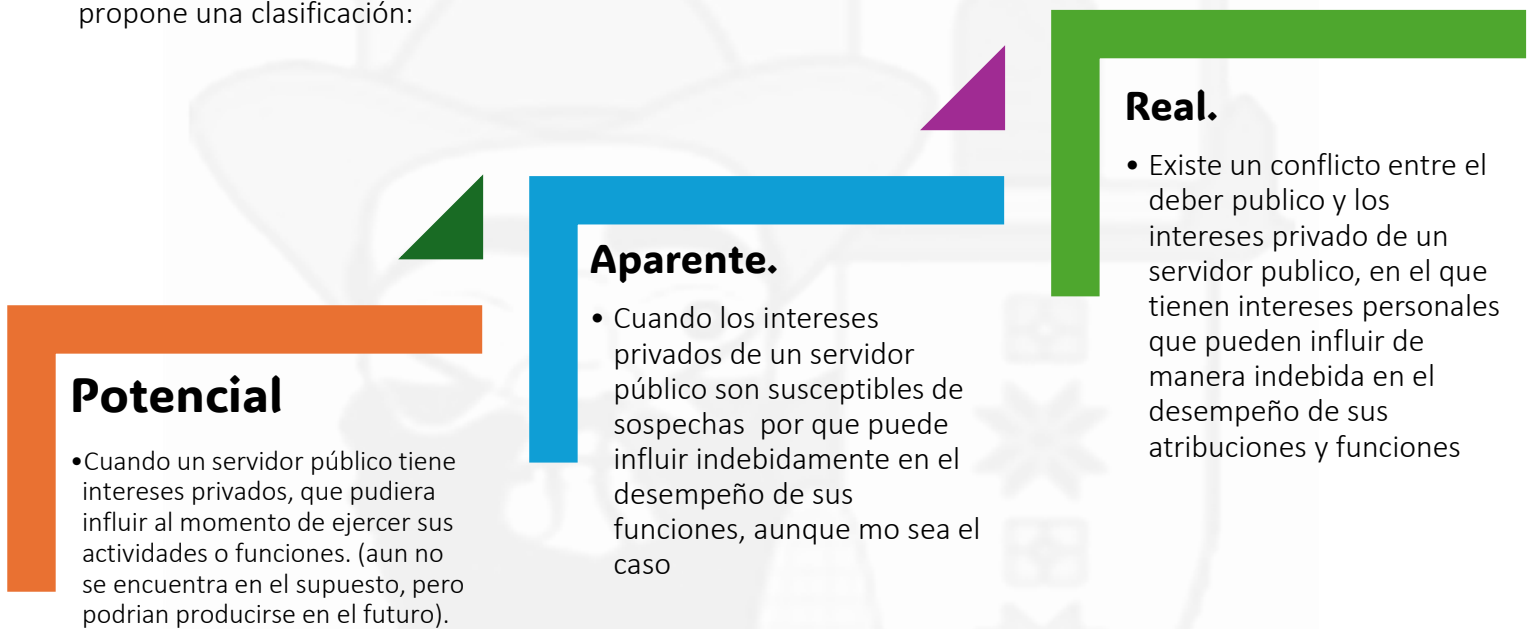 propone una clasificación:
Potencial
•Cuando un servidor público tiene
intereses privados, que pudiera
influir al momento de ejercer sus
actividades o funciones. (aun no
se encuentra en el supuesto, pero
podrian producirse en el futuro).
Aparente.
• Cuando los intereses
privados de un servidor
público son susceptibles de
sospechas  por que puede
influir indebidamente en el
desempeño de sus
funciones, aunque mo sea el
caso
Real.
• Existe un conflicto entre el
deber publico y los
intereses privado de un
servidor publico, en el que
tienen intereses personales
que pueden influir de
manera indebida en el
desempeño de sus
atribuciones y funciones